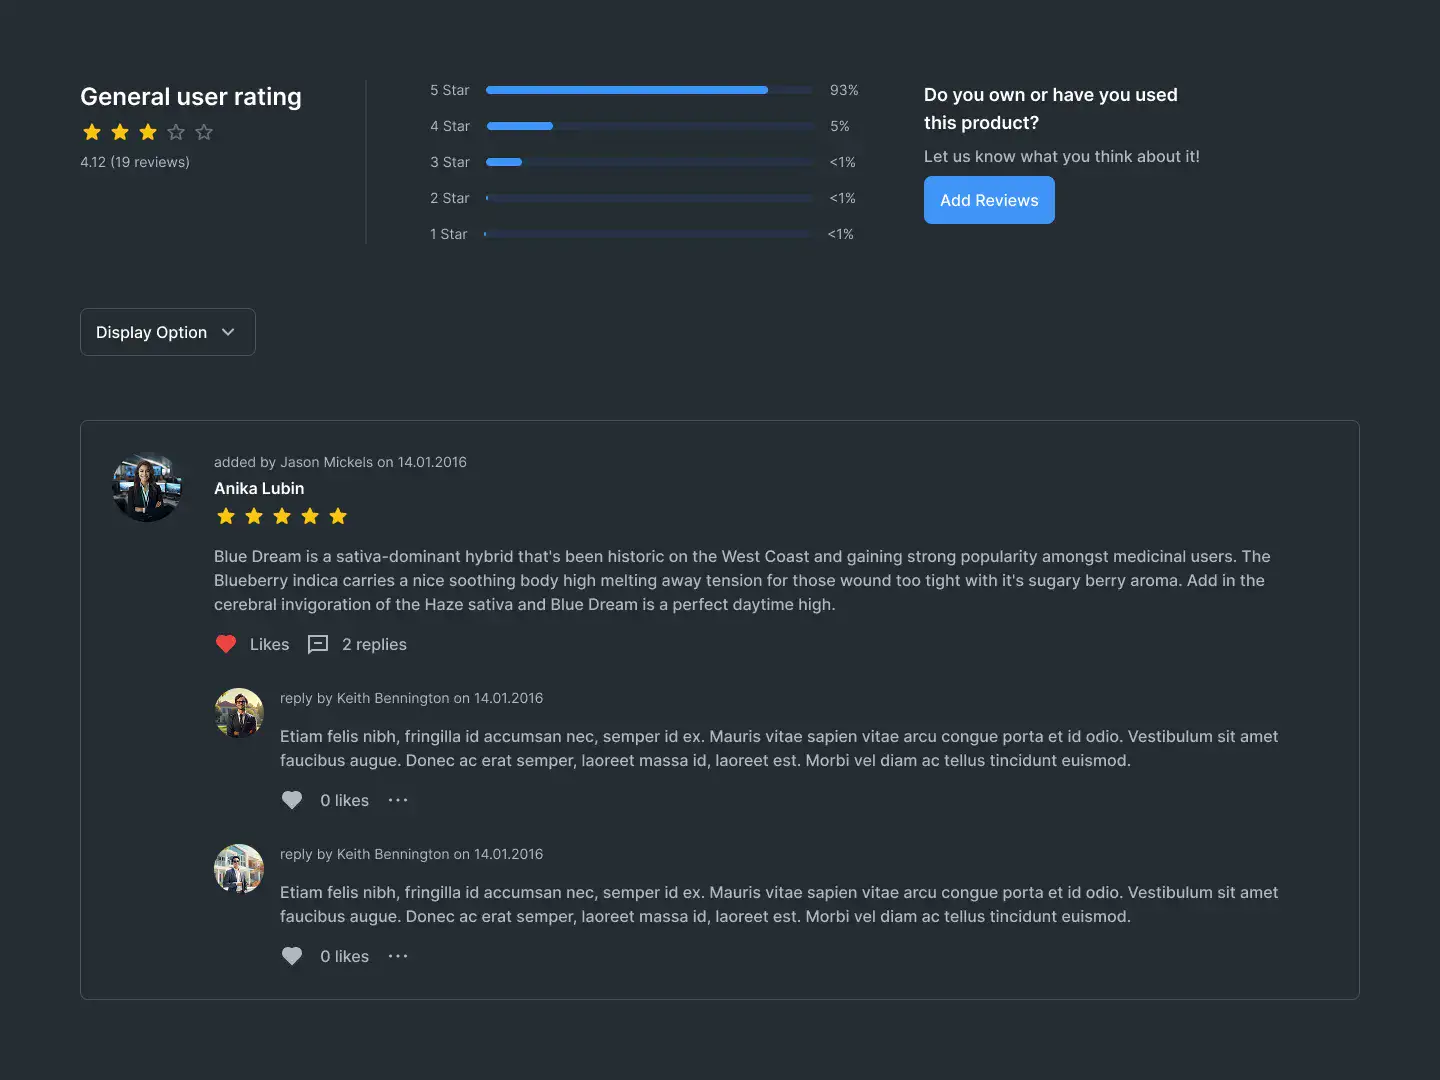 General user rating
4.12 (19 reviews)
5 Star 93%
4 Star 5%
3 Star <1%
2 Star <1%
1 Star <1%
Do you own or have you used
this product?
Let us know what you think about it!
Add Reviews
Display Option
added by Jason Mickels on 14.01.2016
Anika Lubin
Blue Dream is a sativa-dominant hybrid that's been historic on the West Coast and gaining strong popularity amongst medicinal users. The
Blueberry indica carries a nice soothing body high melting away tension for those wound too tight with it's sugary berry aroma. Add in the
cerebral invigoration of the Haze sativa and Blue Dream is a perfect daytime high.
Likes 2 replies
reply by Keith Bennington on 14.01.2016
Etiam felis nibh, fringilla id accumsan nec, semper id ex. Mauris vitae sapien vitae arcu congue porta et id odio. Vestibulum sit amet
faucibus augue. Donec ac erat semper, laoreet massa id, laoreet est. Morbi vel diam ac tellus tincidunt euismod.
0 likes
reply by Keith Bennington on 14.01.2016
Etiam felis nibh, fringilla id accumsan nec, semper id ex. Mauris vitae sapien vitae arcu congue porta et id odio. Vestibulum sit amet
faucibus augue. Donec ac erat semper, laoreet massa id, laoreet est. Morbi vel diam ac tellus tincidunt euismod.
0 likes